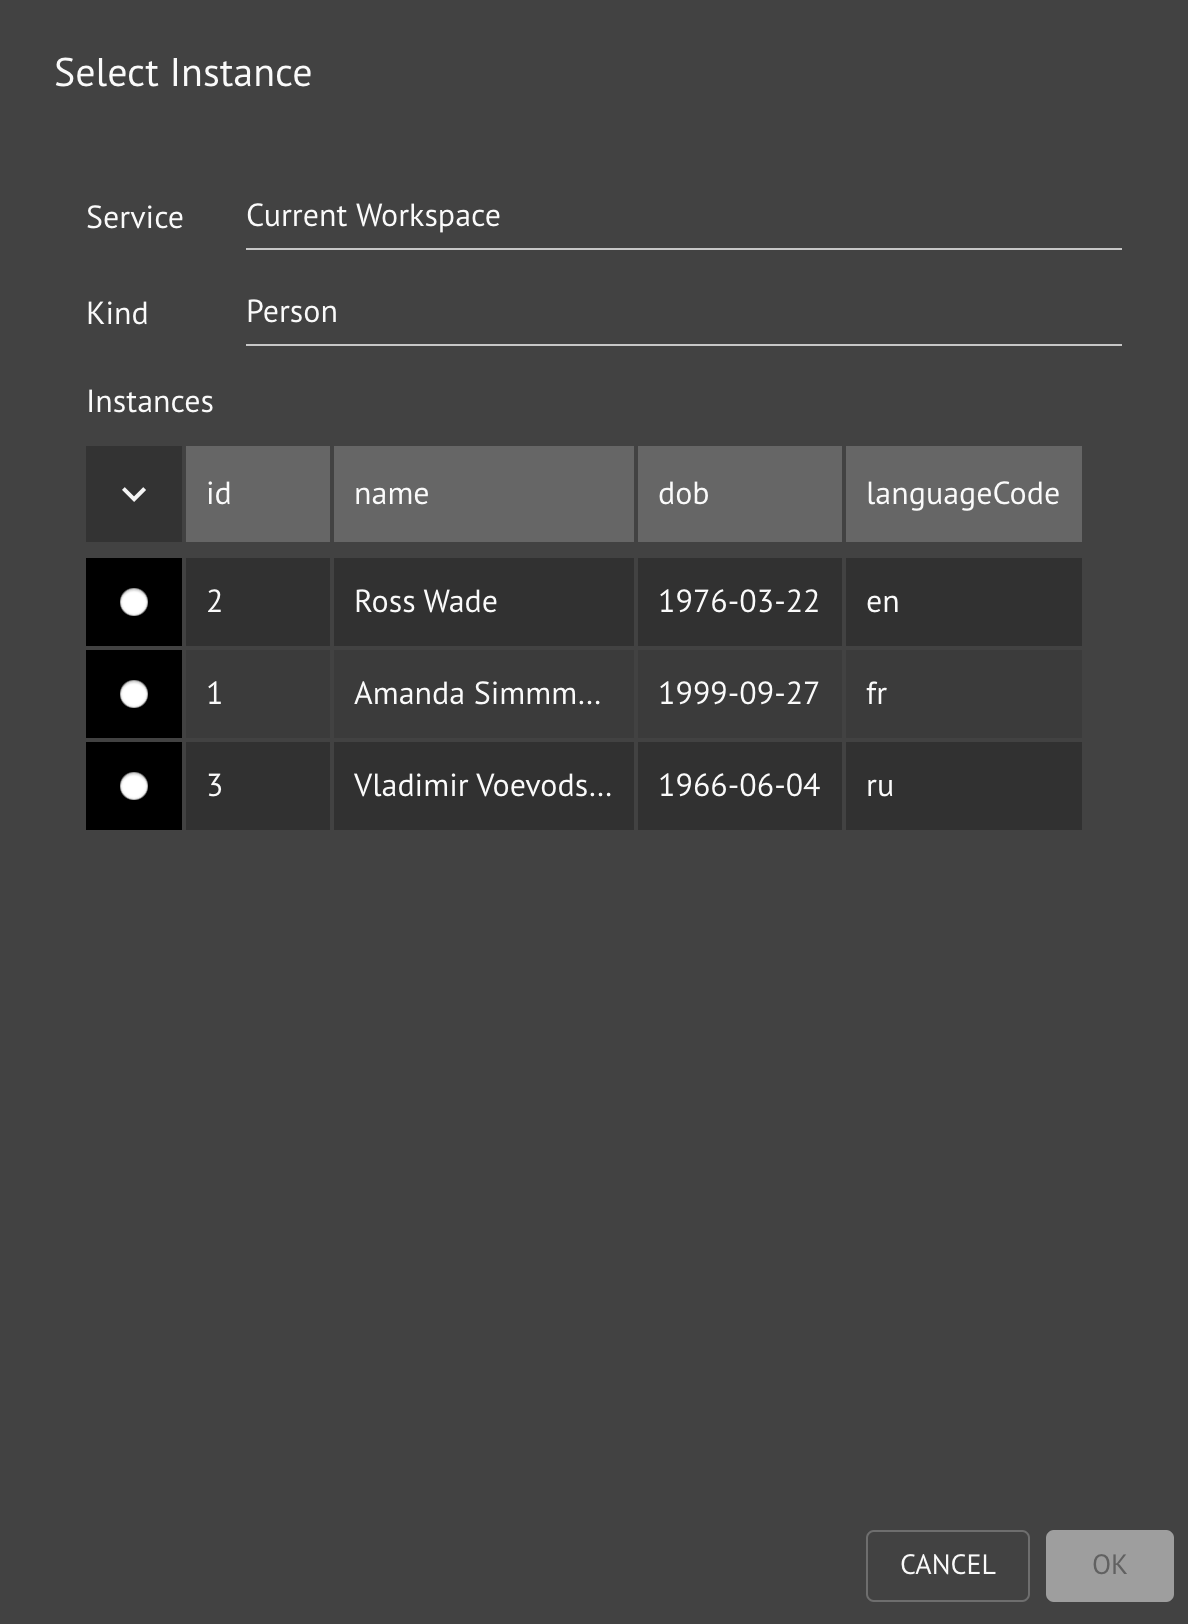 Select Instance
Service Current Workspace
Kind Person
Instances
id name dob languageCode
2 Ross Wade 1976-03-22 en
1 Amanda Simmm... 1999-09-27 fr
3 Vladimir Voevods... 1966-06-04 ru
CANCEL OK